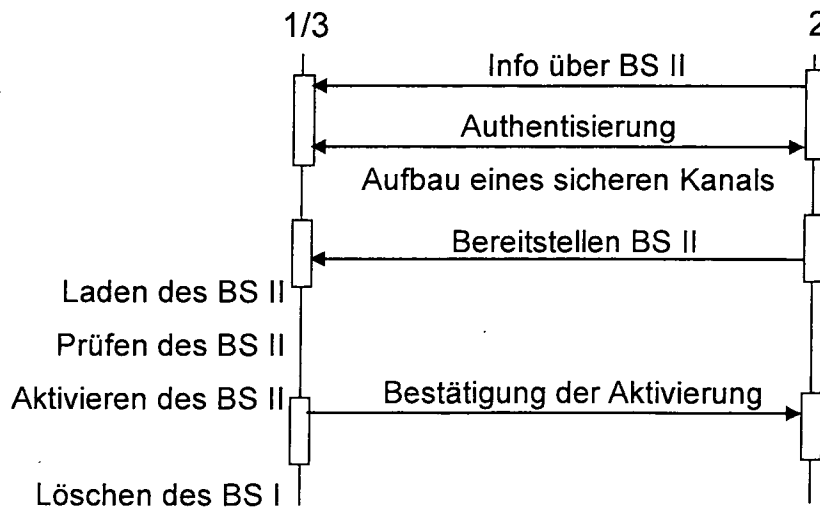 1/3
2
Info über BS II
Authentisierung
Aufbau eines sicheren Kanals
Bereitstellen BS II
Laden des BS II
Prüfen des BS II
Aktivieren des BS II
Bestätigung der Aktivierung
Löschen des BS I